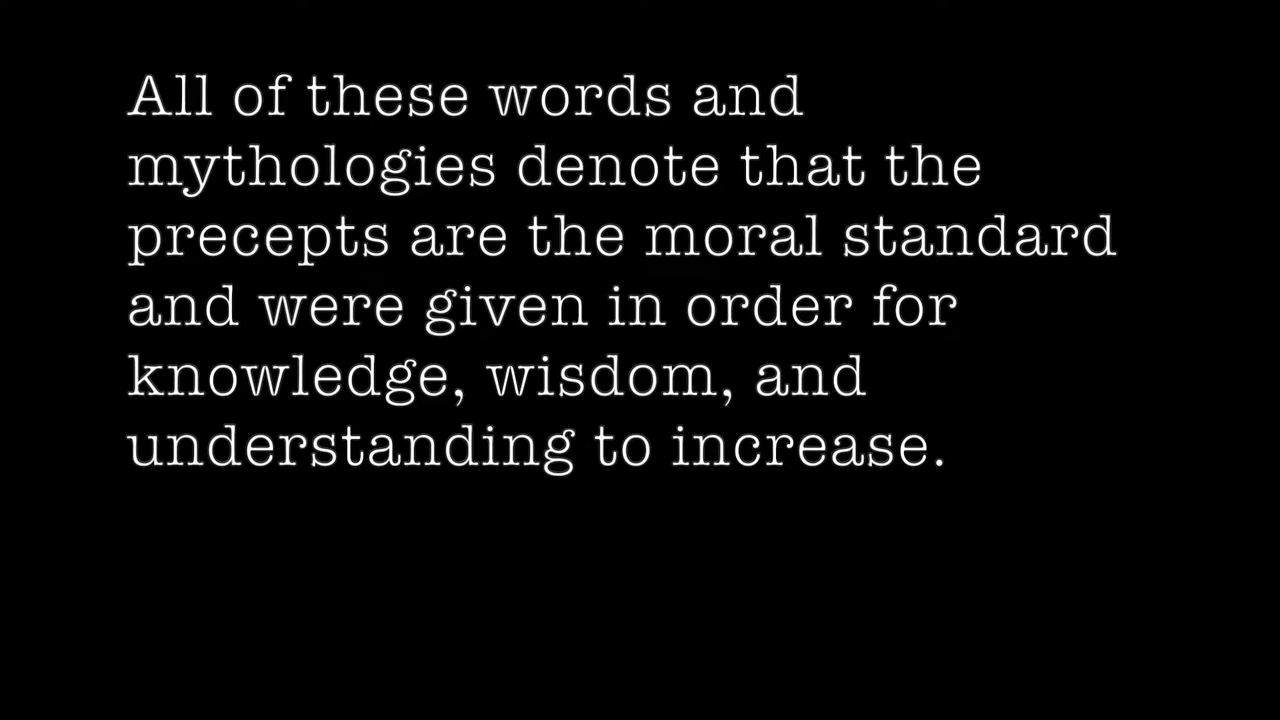 All of these words and
mythologies denote that the
precepts are the moral standard
and were given in order for
knowledge, wisdom, and
understanding to increase.